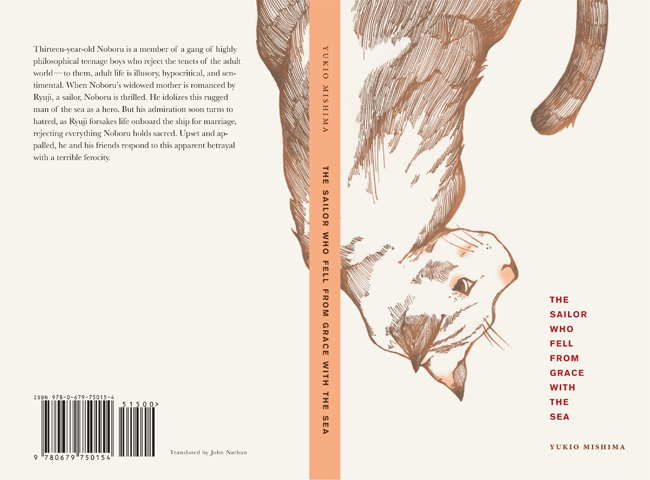 Thirteen-year-old Noboru is a member of a gang of highly
philosophical teenage boys who reject the tenets of the adult
world—to them, adult life is illusory, hypocritical, and sen-
timental. When Noboru's widowed mother is romanced by
Ryuji, a sailor, Noboru is thrilled. He idolizes this rugged
man of the sea as a hero. But his admiration soon turns to
hatred, as Ryuji forsakes life onboard the ship for marriage,
rejecting everything Noboru holds sacred. Upset and ap-
palled, he and his friends respond to this apparent betrayal
with a terrible ferocity.
ISBN 978-0-679-75015-4
51500>
9 780679 750154
Translated by John Nathan
YUKIO MISHIMA
THE SAILOR WHO FELL FROM GRACE WITH THE SEA
THE
SAILOR
WHO
FELL
FROM
GRACE
WITH
THE
SEA
YUKIO MISHIMA